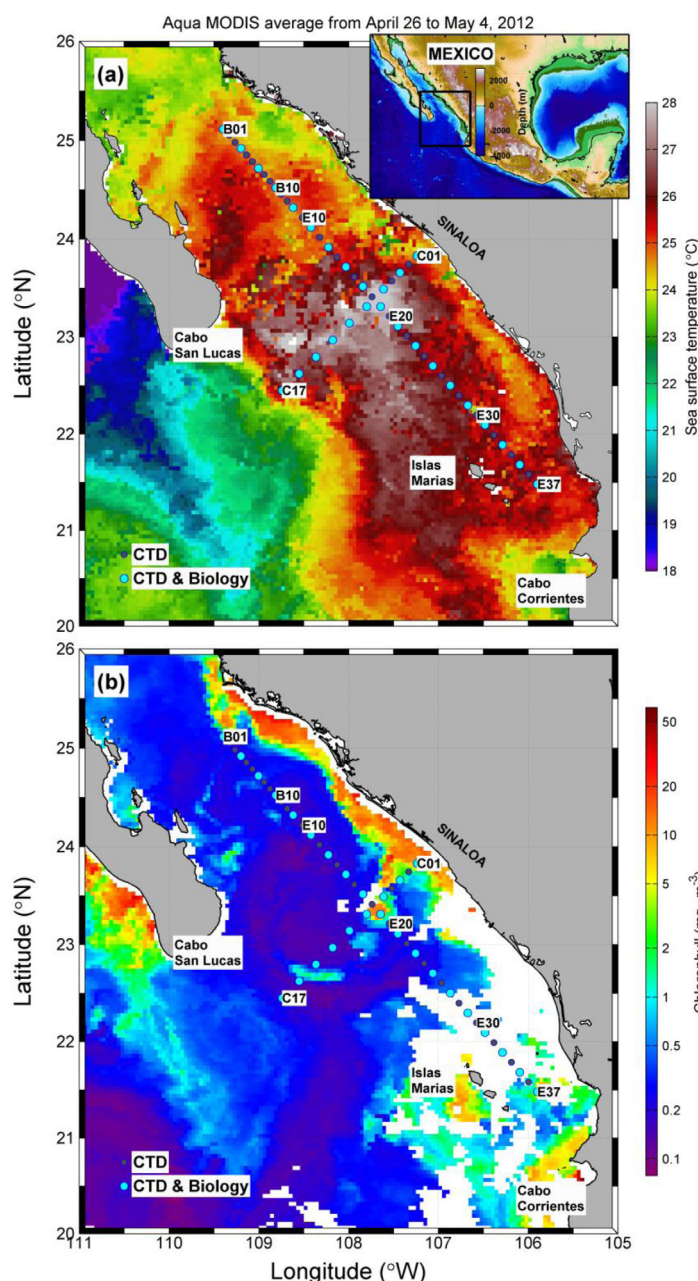 Aqua MODIS average from April 26 to May 4, 2012
26
(a)
MEXICO
2000
0
-2000
-4000
Depth (m)
B01
25
B10
E10
24
SINALOA
C01
23
Cabo
San Lucas
E20
C17
22
E30
Islas
Marias
E37
21
CTD
CTD & Biology
Cabo
Corrientes
20
Latitude (°N)
28
27
26
25
24
23
22
21
20
19
18
Sea surface temperature (°C)
26
(b)
B01
25
B10
E10
24
SINALOA
C01
23
Cabo
San Lucas
E20
C17
22
E30
Islas
Marias
E37
21
CTD
CTD & Biology
Cabo
Corrientes
20
Latitude (°N)
50
20
10
5
2
1
0.5
0.2
0.1
111
110
109
108
107
106
105
Longitude (°W)